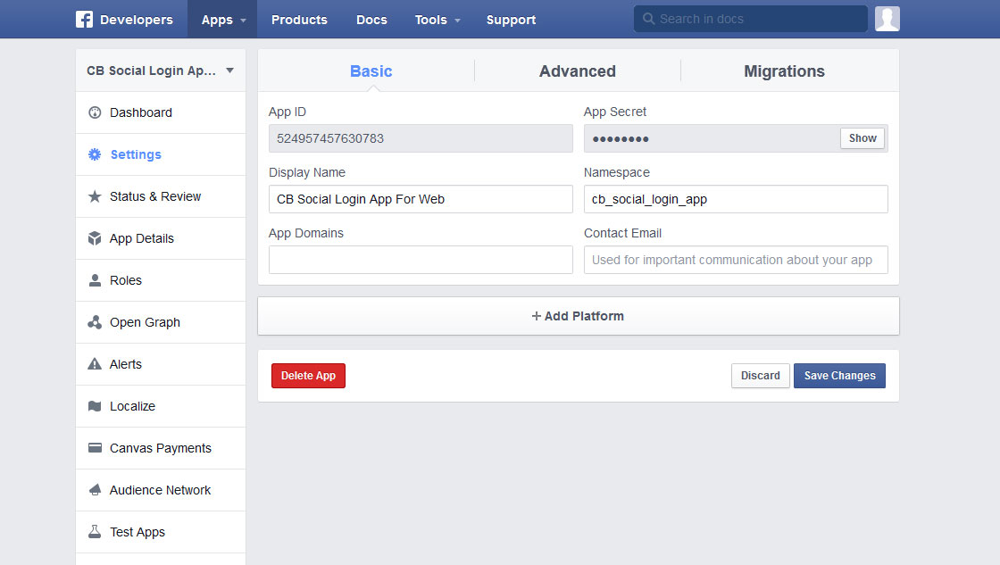 Developers Apps Products Docs Tools Support Search in docs
CB Social Login Ap...
Dashboard
Settings
Status & Review
App Details
Roles
Open Graph
Alerts
Localize
Canvas Payments
Audience Network
Test Apps
Basic Advanced Migrations
App ID App Secret
524957457630783 ●●●●●●●● Show
Display Name Namespace
CB Social Login App For Web cb_social_login_app
App Domains Contact Email
Used for important communication about your app
+ Add Platform
Delete App Discard Save Changes